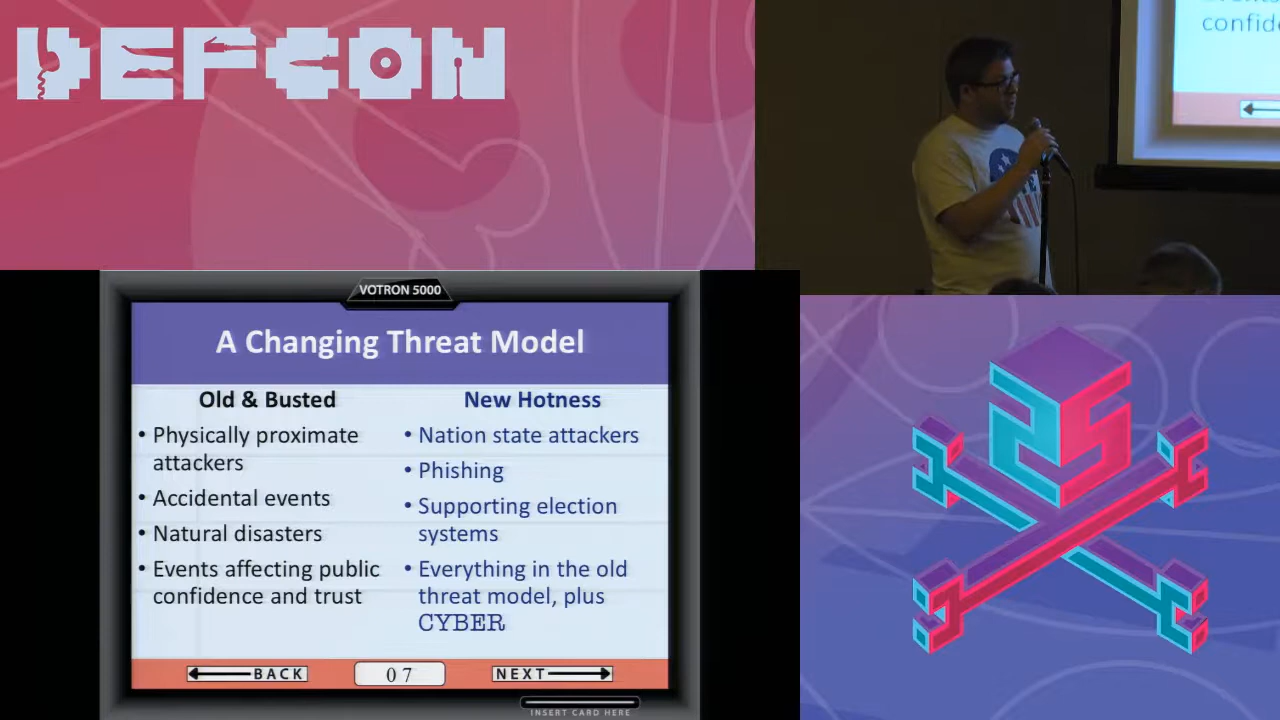 DEFCON
confide
VOTRON 5000
A Changing Threat Model
Old & Busted
• Physically proximate
attackers
• Accidental events
• Natural disasters
• Events affecting public
confidence and trust
New Hotness
• Nation state attackers
• Phishing
• Supporting election
systems
• Everything in the old
threat model, plus
CYBER
BACK
07
NEXT
INSERT CARD HERE
25